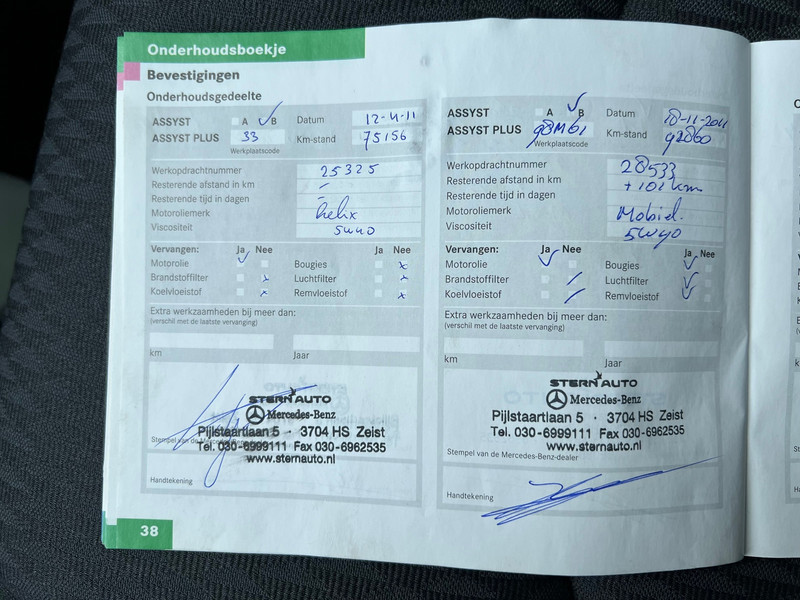 Onderhoudsboekje
Bevestigingen
Onderhoudsgedeelte
ASSYST A B Datum 12-4-11
ASSYST PLUS 33 Km-stand 75156
Werkplaatscode
Werkopdrachtnummer 25325
Resterende afstand in km -
Resterende tijd in dagen
Motoroliemerk helix
Viscositeit 5w40
Vervangen: Ja Nee Ja Nee
Motorolie Bougies
Brandstoffilter Luchtfilter
Koelvloeistof Remvloeistof
Extra werkzaamheden bij meer dan:
(verschil met de laatste vervanging)
km Jaar
STERN AUTO
Mercedes-Benz
Pijlstaartlaan 5 · 3704 HS Zeist
Stempel van de
Tel. 030-6999111 Fax 030-6962535
www.sternauto.nl
Handtekening
38
ASSYST A B Datum 18-11-2011
ASSYST PLUS Km-stand 92860
Werkplaatscode
Werkopdrachtnummer 28533
Resterende afstand in km +101 km
Resterende tijd in dagen
Motoroliemerk Mobiel.
Viscositeit 5W40
Vervangen: Ja Nee Ja Nee
Motorolie Bougies
Brandstoffilter Luchtfilter
Koelvloeistof Remvloeistof
Extra werkzaamheden bij meer dan:
(verschil met de laatste vervanging)
km Jaar
STERN AUTO
Mercedes-Benz
Pijlstaartlaan 5 · 3704 HS Zeist
Tel. 030-6999111 Fax 030-6962535
www.sternauto.nl
Stempel van de Mercedes-Benz-dealer
Handtekening